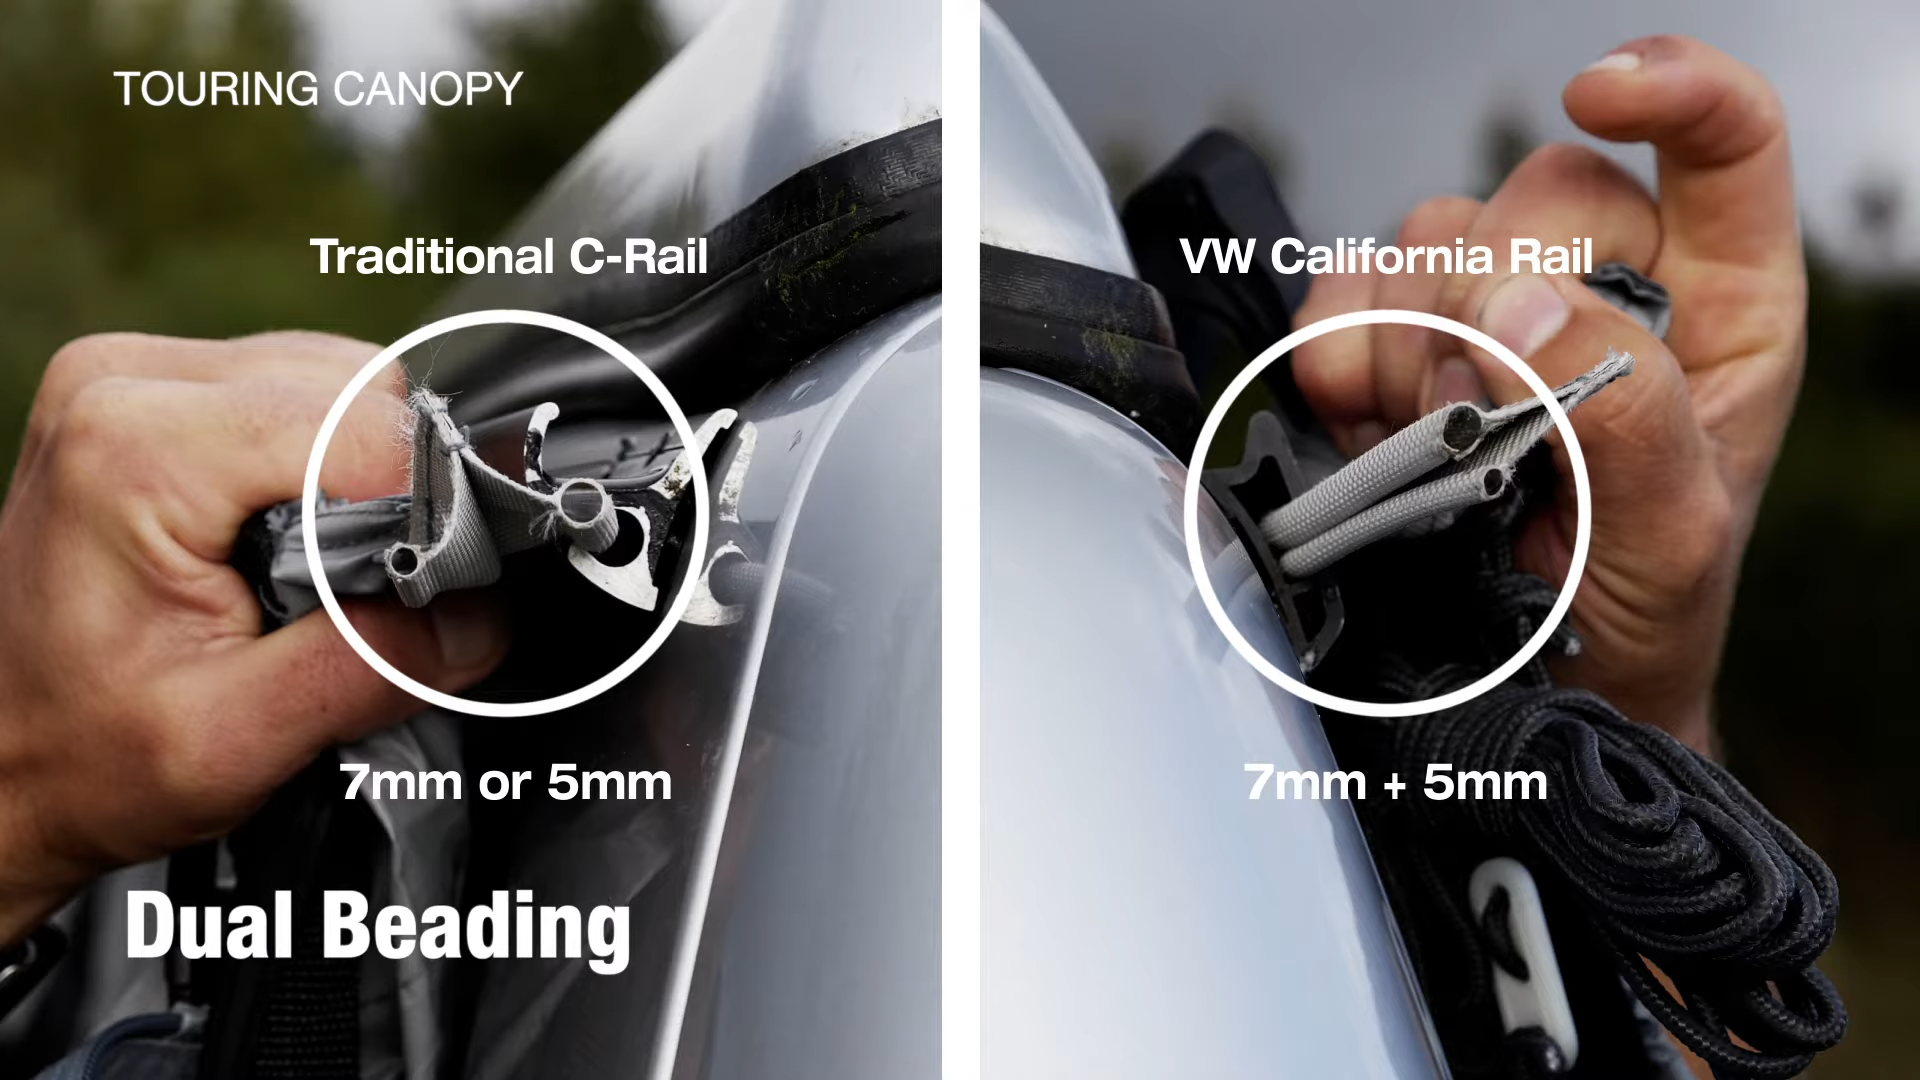 TOURING CANOPY
Traditional C-Rail
7mm or 5mm
Dual Beading
VW California Rail
7mm + 5mm